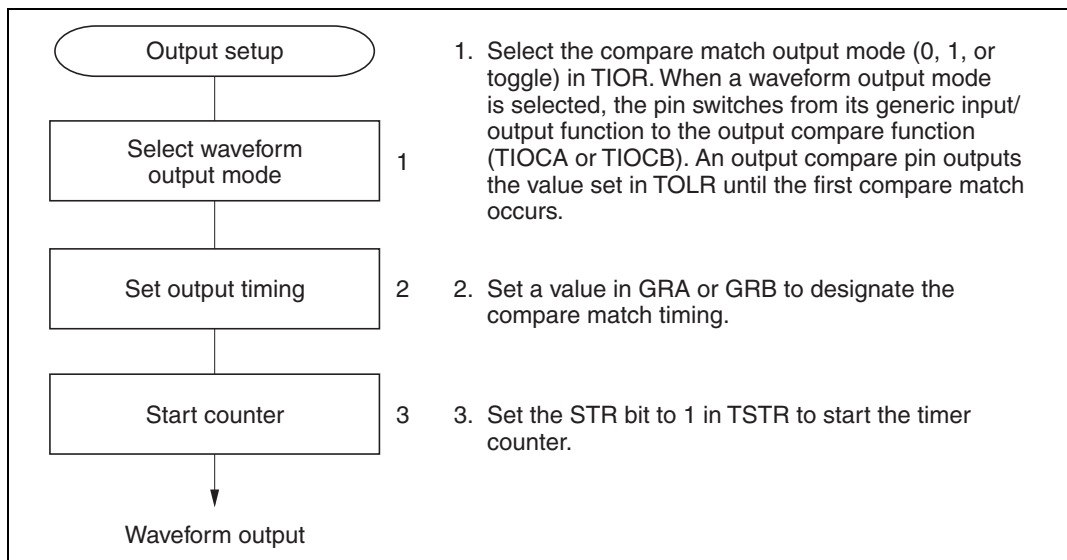 Output setup
Select waveform
output mode
1
1. Select the compare match output mode (0, 1, or
toggle) in TIOR. When a waveform output mode
is selected, the pin switches from its generic input/
output function to the output compare function
(TIOCA or TIOCB). An output compare pin outputs
the value set in TOLR until the first compare match
occurs.
Set output timing
2
2. Set a value in GRA or GRB to designate the
compare match timing.
Start counter
3
3. Set the STR bit to 1 in TSTR to start the timer
counter.
Waveform output